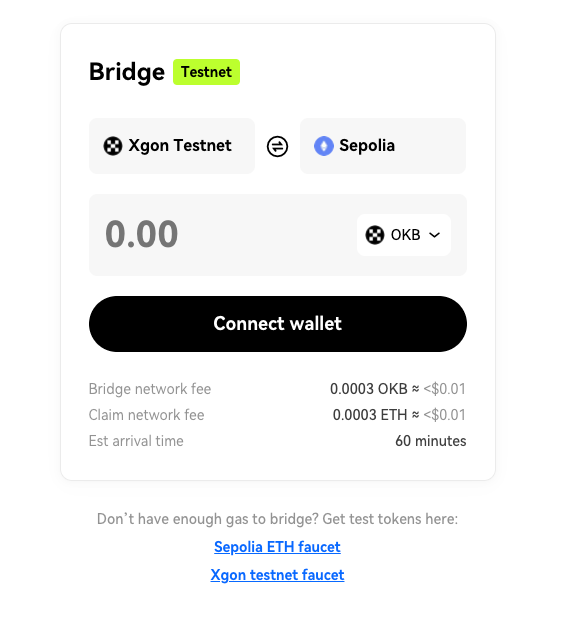 Bridge Testnet
Xgon Testnet Sepolia
0.00 OKB
Connect wallet
Bridge network fee 0.0003 OKB ≈ <$0.01
Claim network fee 0.0003 ETH ≈ <$0.01
Est arrival time 60 minutes
Don’t have enough gas to bridge? Get test tokens here:
Sepolia ETH faucet
Xgon testnet faucet